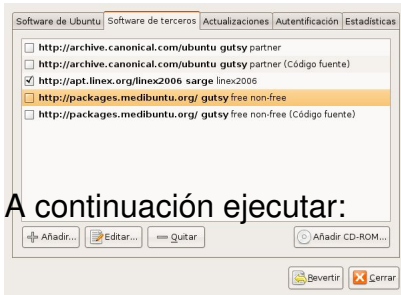 Software de Ubuntu Software de terceros Actualizaciones Autentificación Estadísticas
http://archive.canonical.com/ubuntu gutsy partner
http://archive.canonical.com/ubuntu gutsy partner (Código fuente)
http://apt.linex.org/linex2006 sarge linex2006
http://packages.medibuntu.org/ gutsy free non-free
http://packages.medibuntu.org/ gutsy free non-free (Código fuente)
A continuación ejecutar:
Añadir... Editar... Quitar Añadir CD-ROM...
Revertir Cerrar